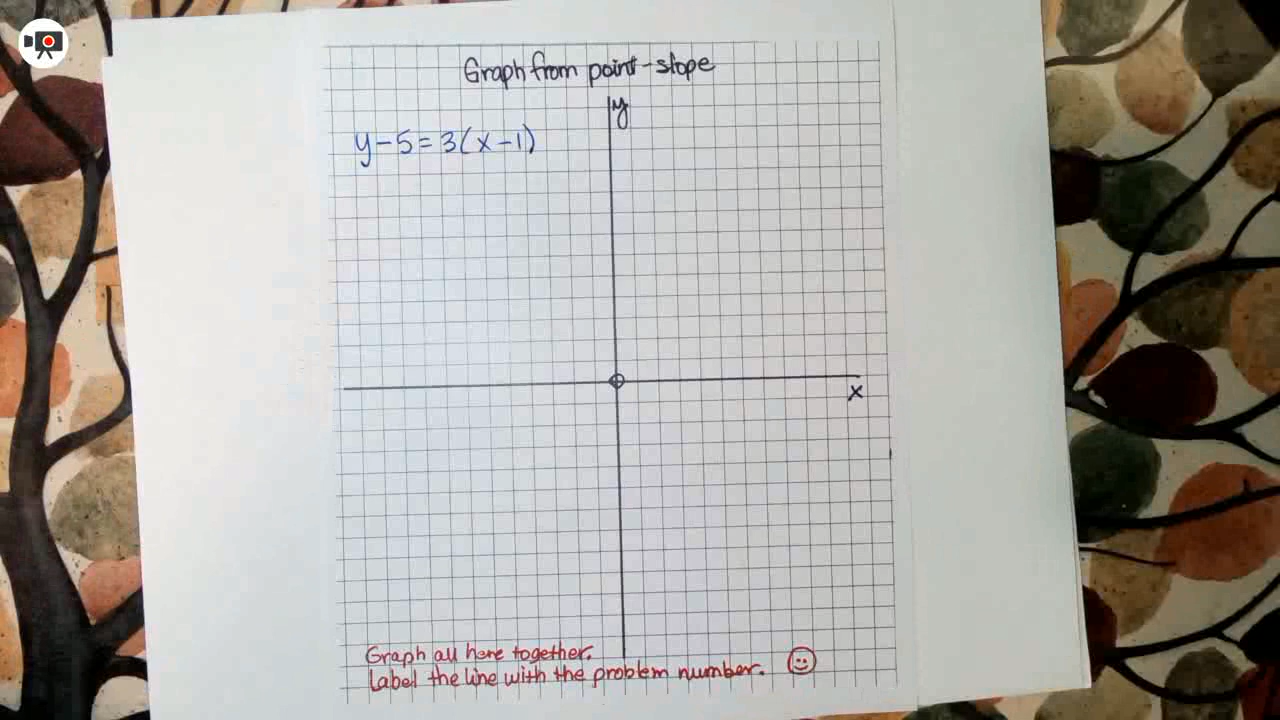 Graph from point-slope
y
y-5=3(x-1)
x
Graph all here together.
Label the line with the problem number.